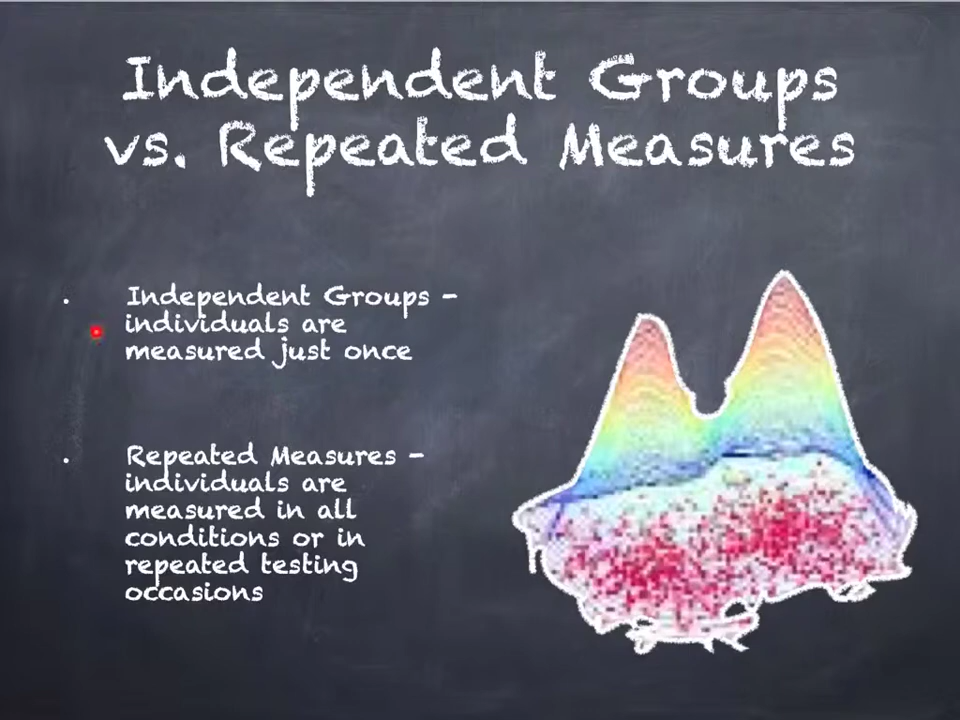 Independent Groups
vs. Repeated Measures
. Independent Groups -
individuals are
measured just once
. Repeated Measures -
individuals are
measured in all
conditions or in
repeated testing
occasions